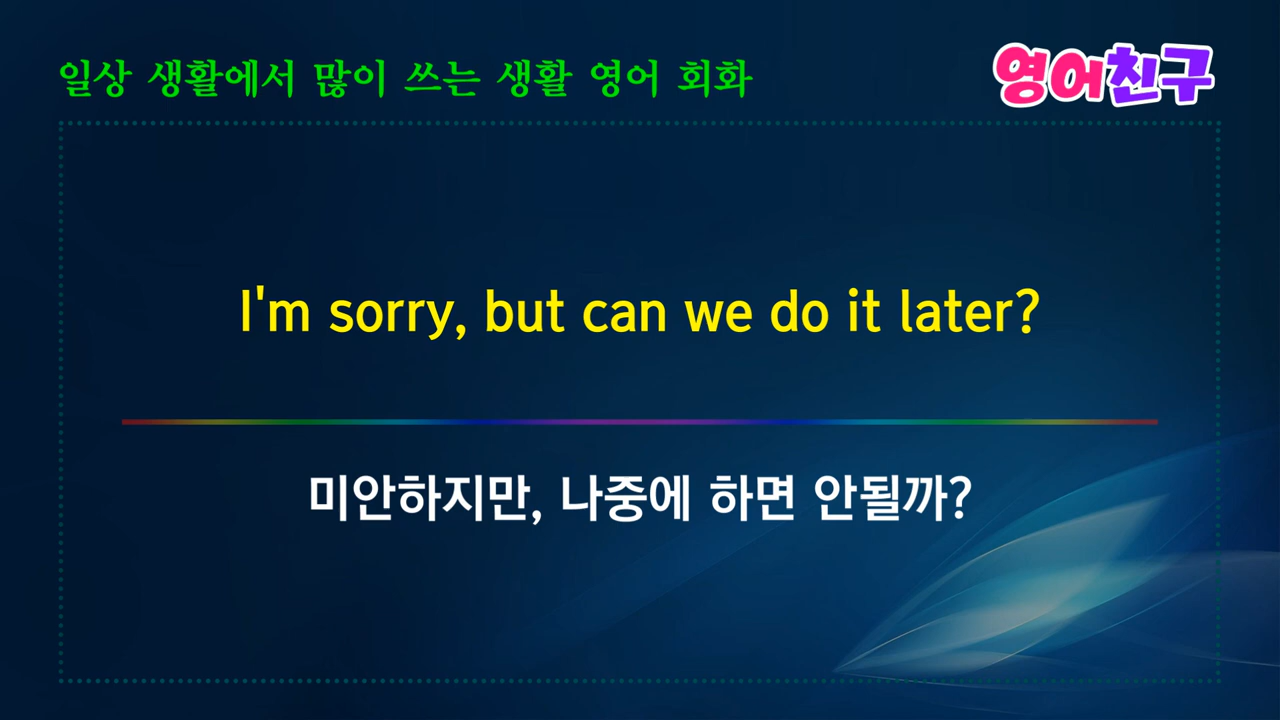 일상 생활에서 많이 쓰는 생활 영어 회화
영어친구
I'm sorry, but can we do it later?
미안하지만, 나중에 하면 안될까?